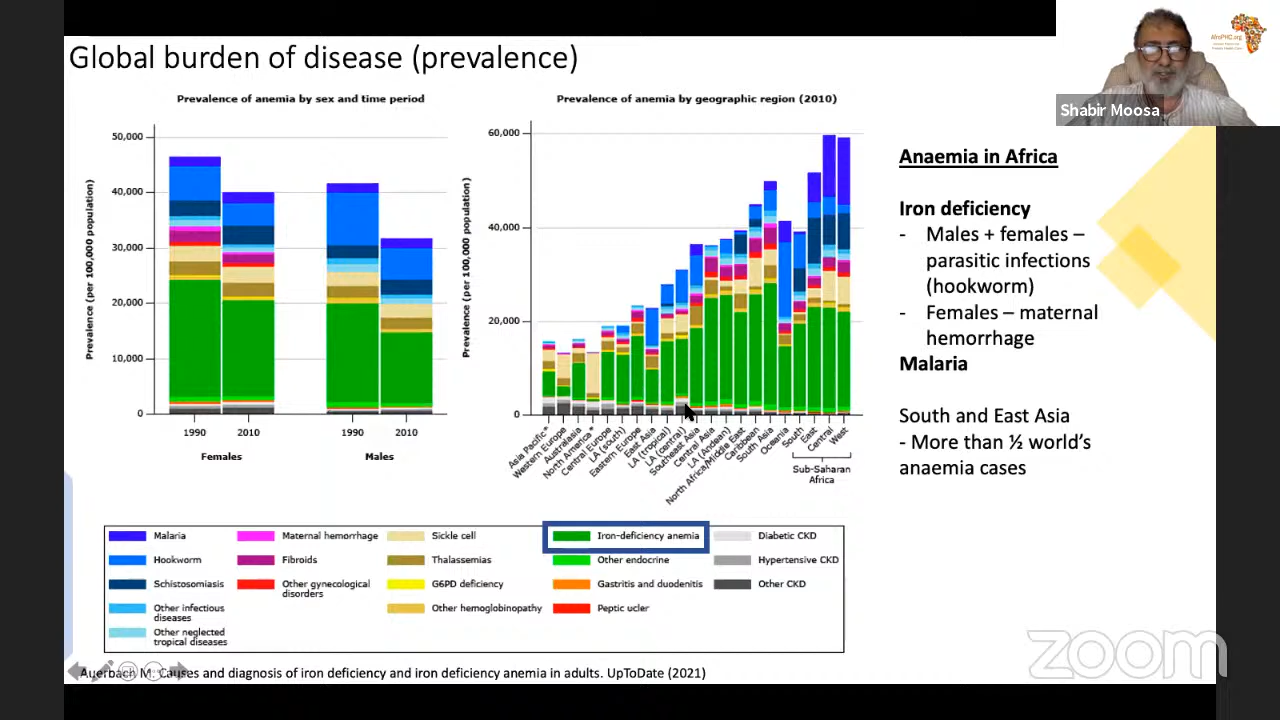 Global burden of disease (prevalence)
AfroPHC.org
Shabir Moosa
Prevalence of anemia by sex and time period
Prevalence (per 100,000 population)
50,000
40,000
30,000
20,000
10,000
0
1990
2010
1990
2010
Females
Males
Prevalence of anemia by geographic region (2010)
Prevalence (per 100,000 population)
60,000
40,000
20,000
0
Asia Pacific*
Western Europe
Australasia
North America*
Central Europe
LA (south)
Eastern Europe
East Asia
LA (tropical)
LA (central)
Southeast Asia
Central Asia
LA (Andean)
North Africa/Middle East
Caribbean
South Asia
Oceania
South
East
Central
West
Sub-Saharan
Africa
Anaemia in Africa
Iron deficiency
- Males + females –
parasitic infections
(hookworm)
- Females – maternal
hemorrhage
Malaria
South and East Asia
- More than ½ world's
anaemia cases
Malaria
Hookworm
Schistosomiasis
Other infectious
diseases
Other neglected
tropical diseases
Maternal hemorrhage
Fibroids
Other gynecological
disorders
Sickle cell
Thalassemias
G6PD deficiency
Other hemoglobinopathy
Iron-deficiency anemia
Other endocrine
Gastritis and duodenitis
Peptic ucler
Diabetic CKD
Hypertensive CKD
Other CKD
Auerbach M. Causes and diagnosis of iron deficiency and iron deficiency anemia in adults. UpToDate (2021)
zoom